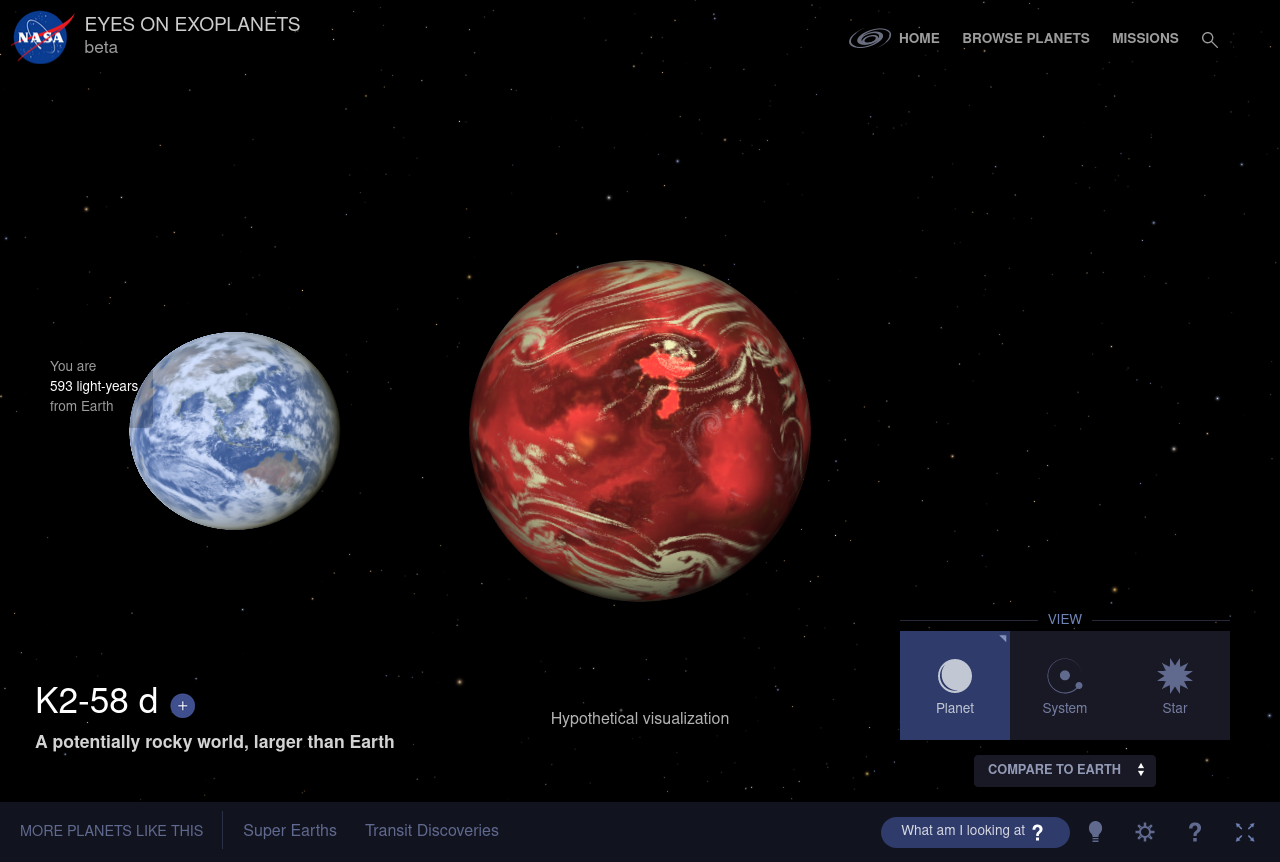 NASA
EYES ON EXOPLANETS
beta
HOME
BROWSE PLANETS
MISSIONS
You are
593 light-years
from Earth
K2-58 d +
A potentially rocky world, larger than Earth
Hypothetical visualization
VIEW
Planet
System
Star
COMPARE TO EARTH
MORE PLANETS LIKE THIS
Super Earths
Transit Discoveries
What am I looking at ?
?